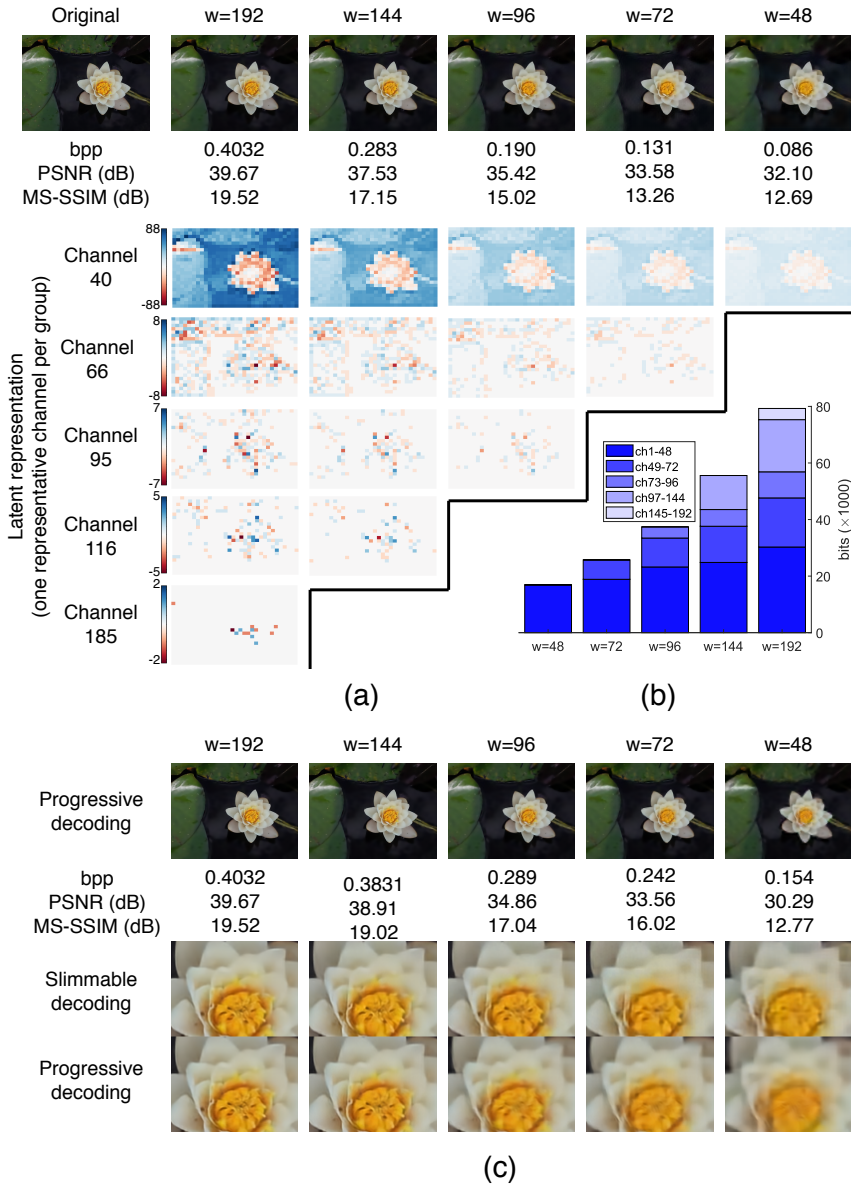 Original w=192 w=144 w=96 w=72 w=48
bpp 0.4032 0.283 0.190 0.131 0.086
PSNR (dB) 39.67 37.53 35.42 33.58 32.10
MS-SSIM (dB) 19.52 17.15 15.02 13.26 12.69
Latent representation
(one representative channel per group)
Channel
40
88
-88
Channel
66
8
-8
Channel
95
7
-7
Channel
116
5
-5
Channel
185
2
-2
ch1-48
ch49-72
ch73-96
ch97-144
ch145-192
80
60
40
20
0
bits (×1000)
w=48 w=72 w=96 w=144 w=192
(a) (b)
w=192 w=144 w=96 w=72 w=48
Progressive
decoding
bpp 0.4032 0.3831 0.289 0.242 0.154
PSNR (dB) 39.67 38.91 34.86 33.56 30.29
MS-SSIM (dB) 19.52 19.02 17.04 16.02 12.77
Slimmable
decoding
Progressive
decoding
(c)